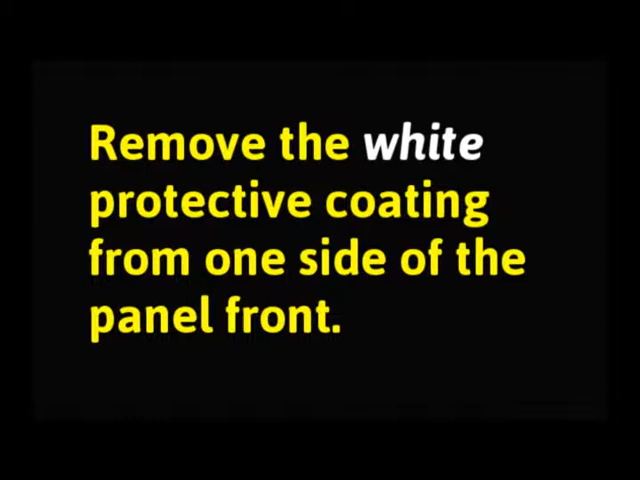 Remove the white
protective coating
from one side of the
panel front.